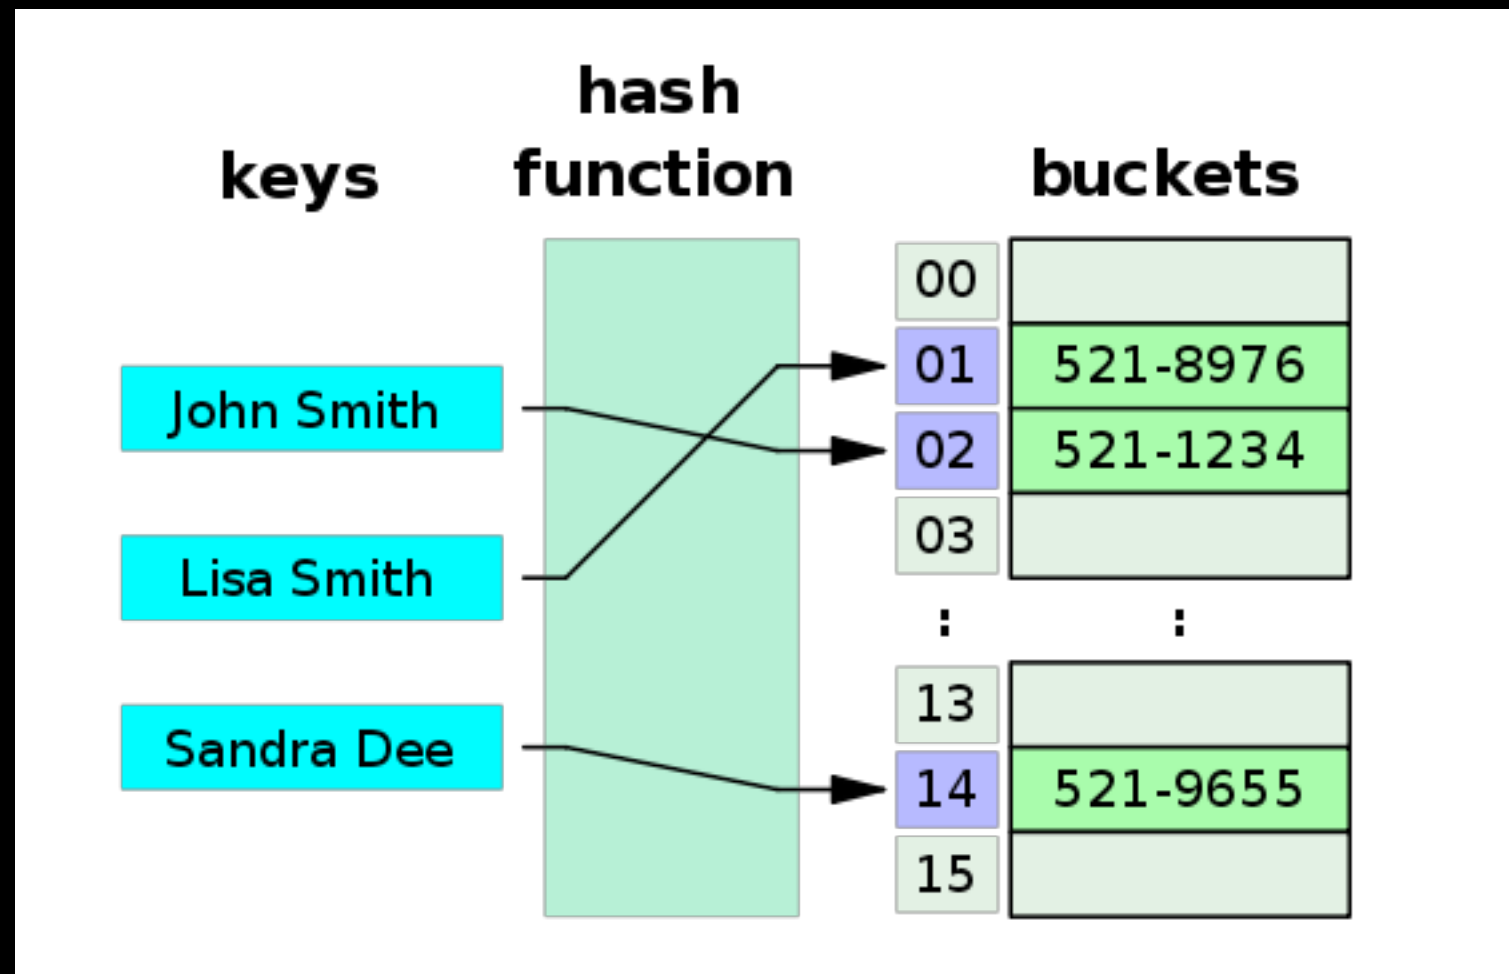 hash
keys function buckets
00
01 521-8976
John Smith
02 521-1234
03
Lisa Smith
: :
13
Sandra Dee
14 521-9655
15